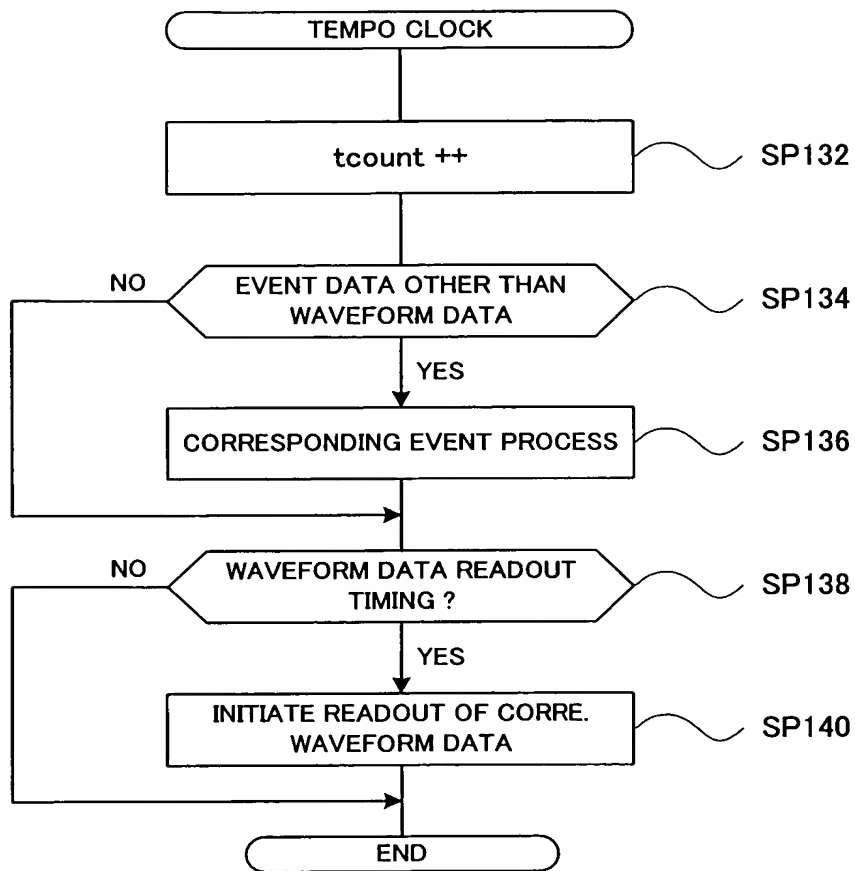 TEMPO CLOCK
tcount ++
SP132
NO
EVENT DATA OTHER THAN
WAVEFORM DATA
SP134
YES
CORRESPONDING EVENT PROCESS
SP136
NO
WAVEFORM DATA READOUT
TIMING ?
SP138
YES
INITIATE READOUT OF CORRE.
WAVEFORM DATA
SP140
END